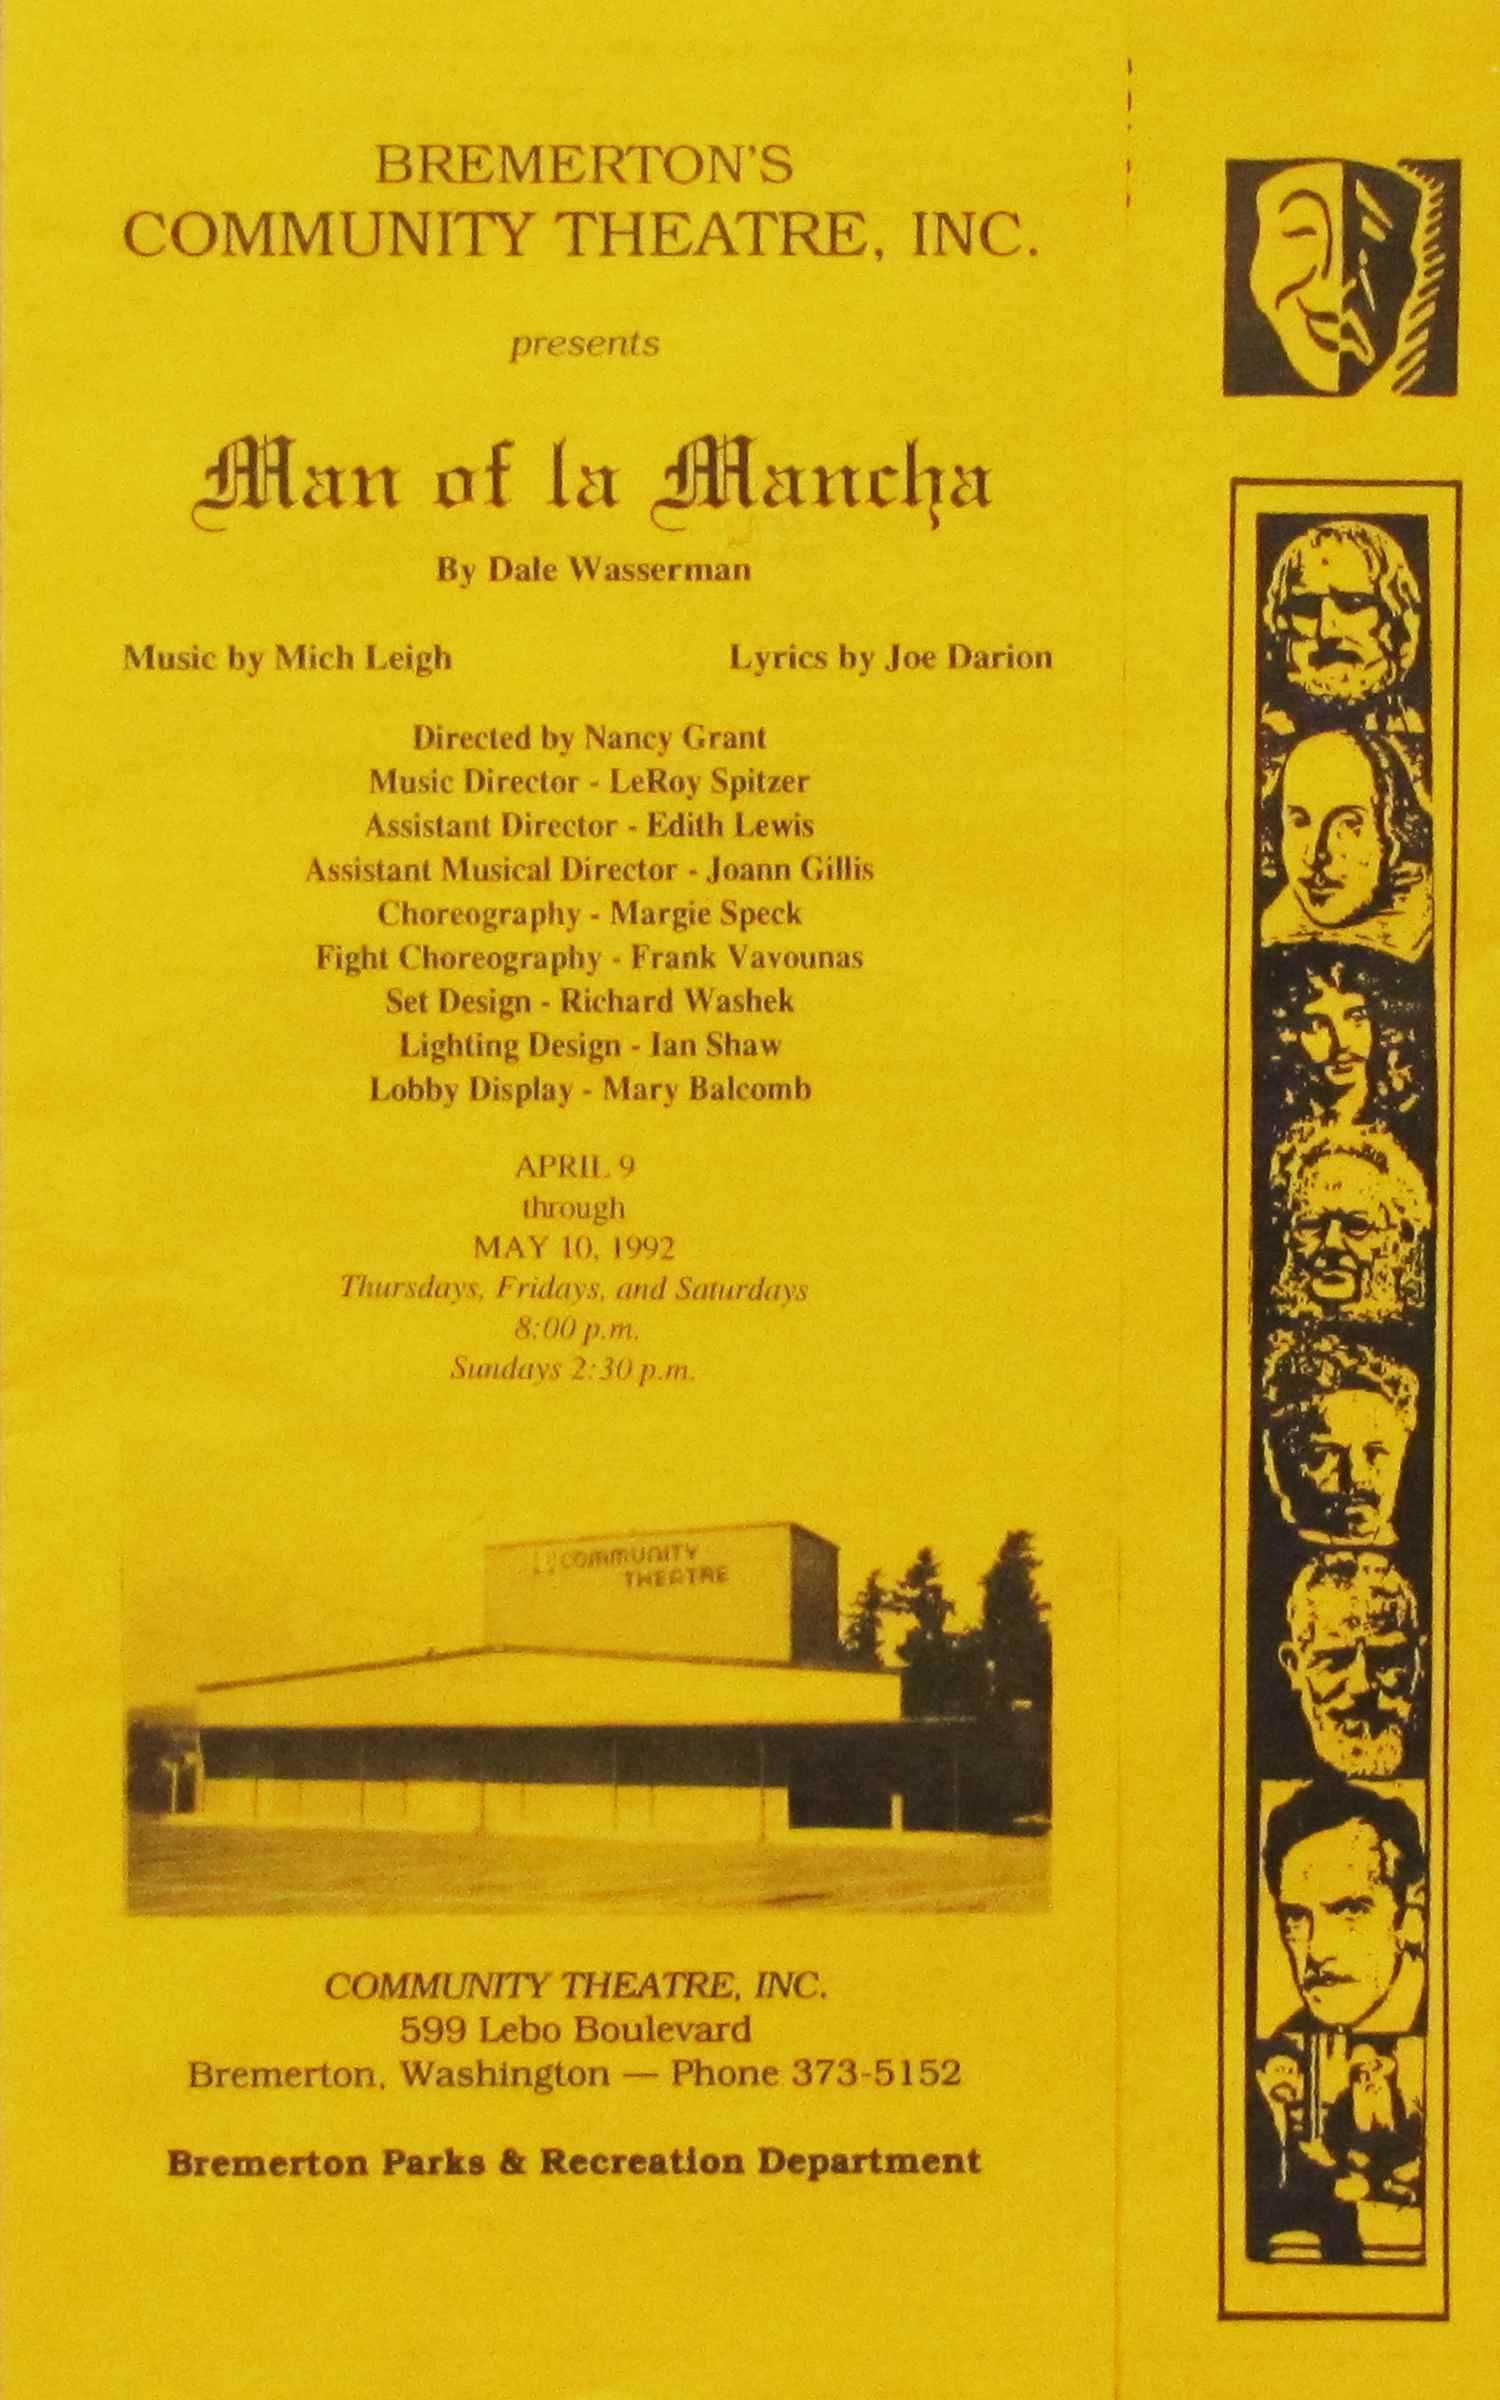 BREMERTON'S
COMMUNITY THEATRE, INC.
presents
Man of la Mancha
By Dale Wasserman
Music by Mich Leigh Lyrics by Joe Darion
Directed by Nancy Grant
Music Director - LeRoy Spitzer
Assistant Director - Edith Lewis
Assistant Musical Director - Joann Gillis
Choreography - Margie Speck
Fight Choreography - Frank Vavounas
Set Design - Richard Washek
Lighting Design - Ian Shaw
Lobby Display - Mary Balcomb
APRIL 9
through
MAY 10, 1992
Thursdays, Fridays, and Saturdays
8:00 p.m.
Sundays 2:30 p.m.
COMMUNITY
THEATRE
COMMUNITY THEATRE, INC.
599 Lebo Boulevard
Bremerton, Washington — Phone 373-5152
Bremerton Parks & Recreation Department